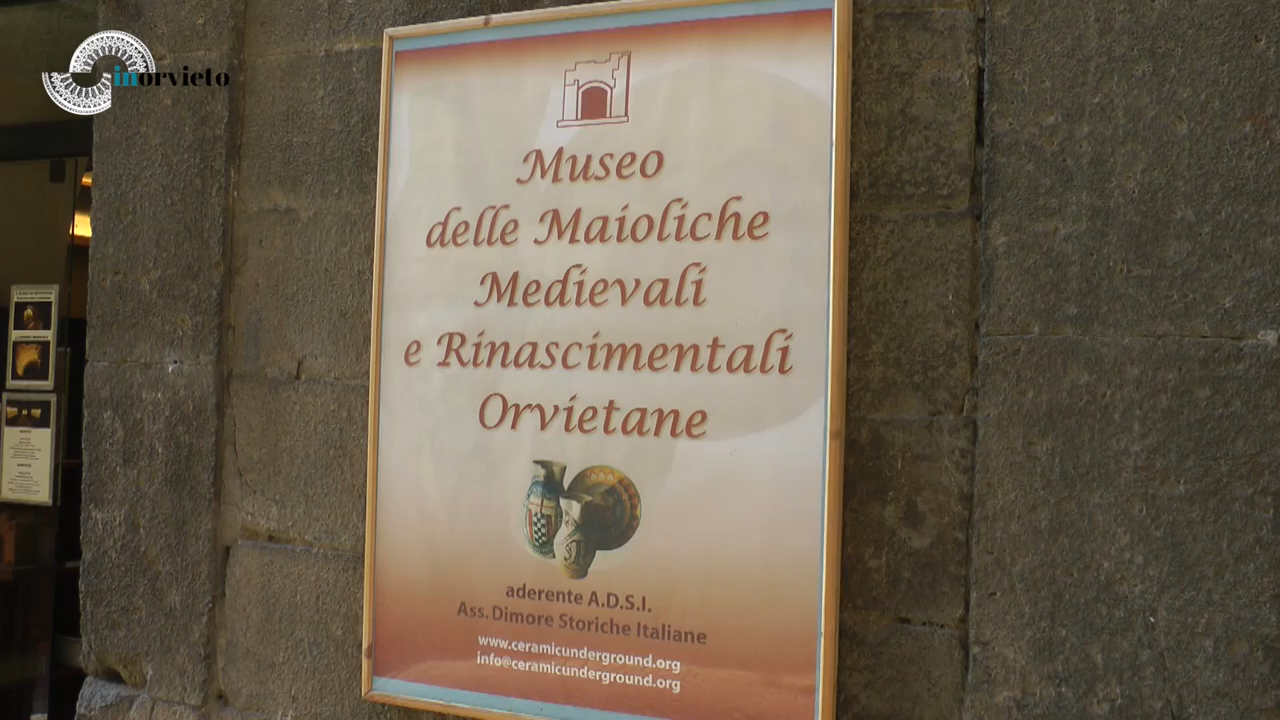 inorvieto
Museo
delle Maioliche
Medievali
e Rinascimentali
Orvietane
aderente A.D.S.I.
Ass. Dimore Storiche Italiane
www.ceramicunderground.org
info@ceramicunderground.org